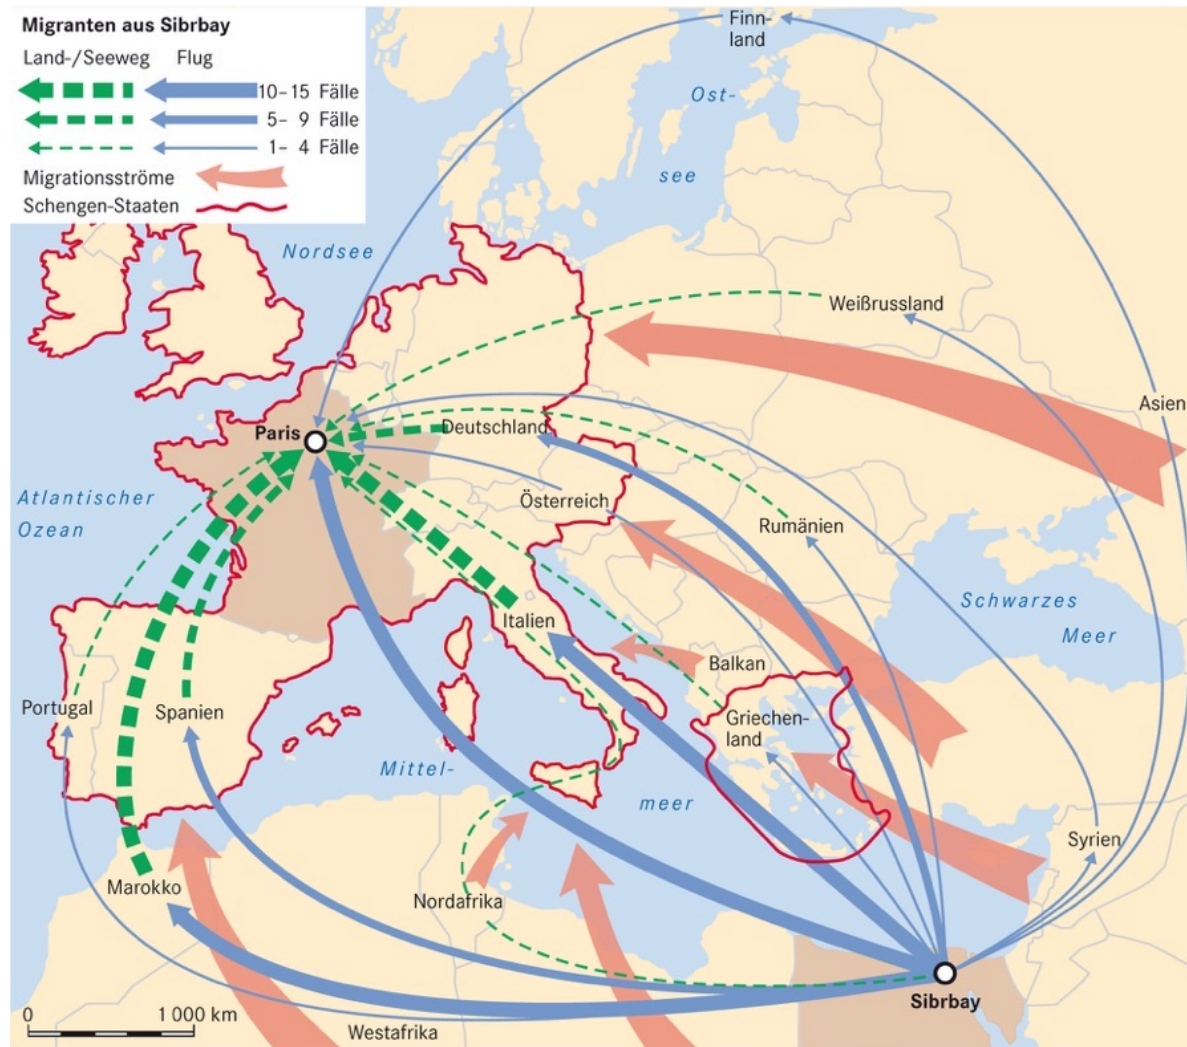 Migranten aus Sibrbay
Land-/Seeweg Flug
10–15 Fälle
5– 9 Fälle
1– 4 Fälle
Migrationsströme
Schengen-Staaten
Finn-
land
Ost-
see
Nordsee
Weißrussland
Asien
Paris
Deutschland
Atlantischer
Ozean
Österreich
Rumänien
Schwarzes
Meer
Italien
Balkan
Portugal
Spanien
Griechen-
land
Mittel-
meer
Syrien
Marokko
Nordafrika
Sibrbay
0 1 000 km
Westafrika